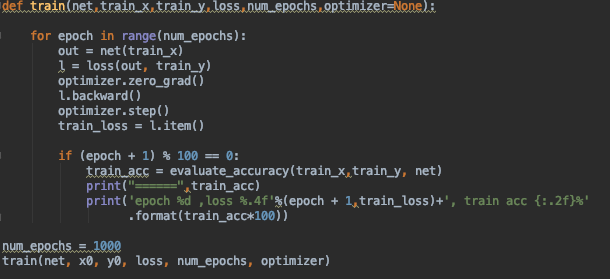 def train(net,train_x,train_y,loss,num_epochs,optimizer=None):
for epoch in range(num_epochs):
out = net(train_x)
l = loss(out, train_y)
optimizer.zero_grad()
l.backward()
optimizer.step()
train_loss = l.item()
if (epoch + 1) % 100 == 0:
train_acc = evaluate_accuracy(train_x,train_y, net)
print("======",train_acc)
print('epoch %d ,loss %.4f'%(epoch + 1,train_loss)+', train acc {:.2f}%'
.format(train_acc*100))
num_epochs = 1000
train(net, x0, y0, loss, num_epochs, optimizer)